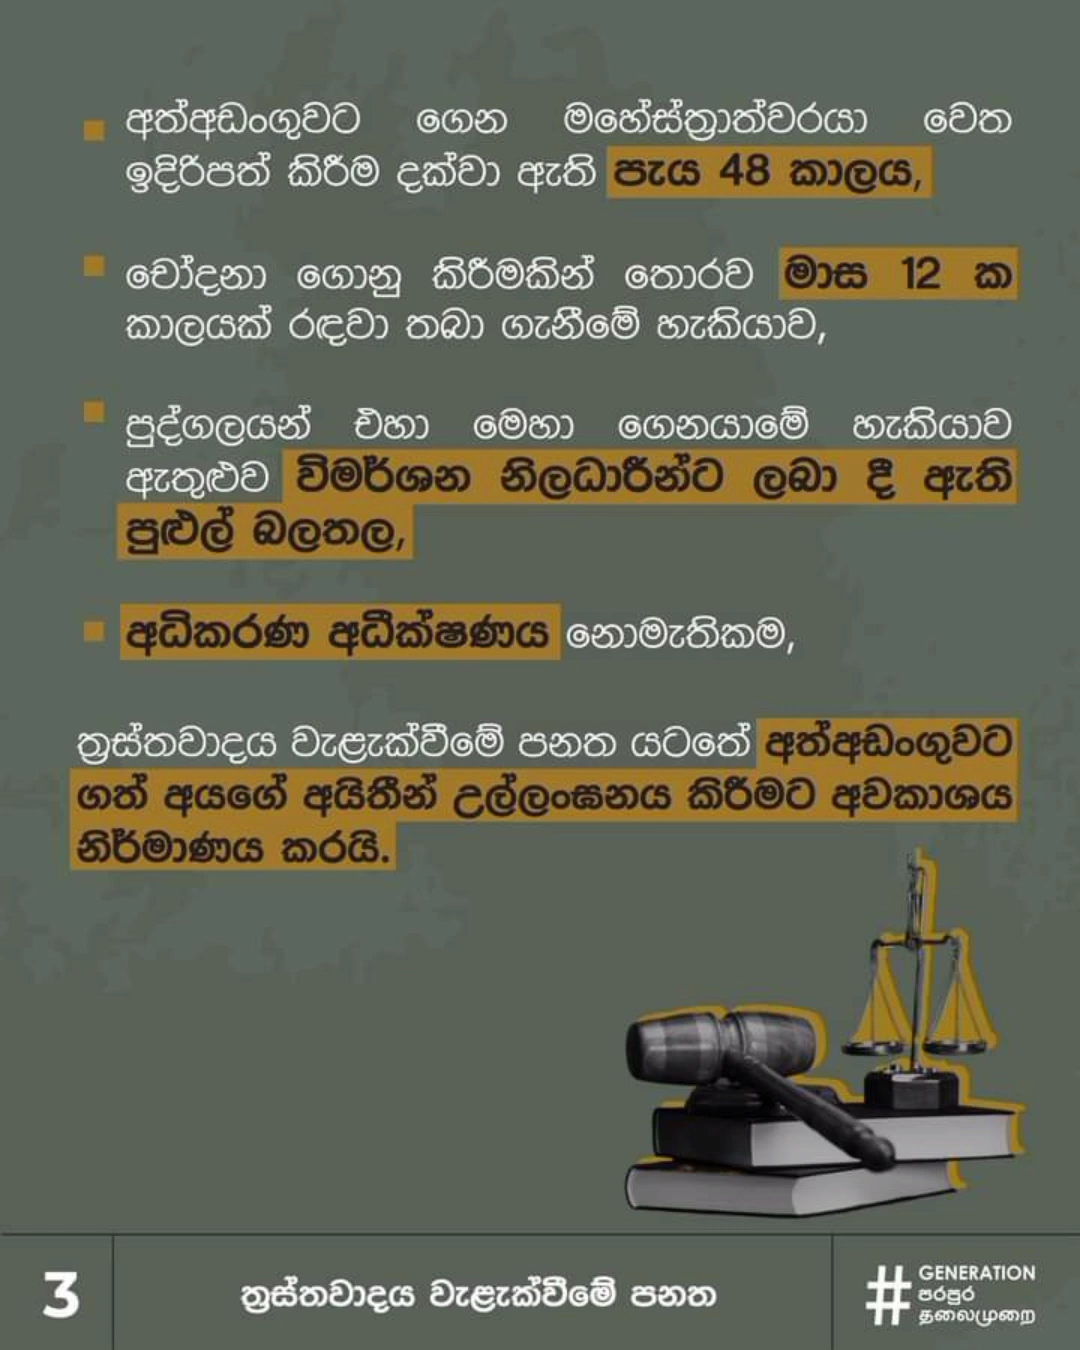 අත්අඩංගුවට ගෙන මහේස්ත්‍රාත්වරයා වෙත
ඉදිරිපත් කිරීම දක්වා ඇති පැය 48 කාලය,
චෝදනා ගොනු කිරීමකින් තොරව මාස 12 ක
කාලයක් රඳවා තබා ගැනීමේ හැකියාව,
පුද්ගලයන් එහා මෙහා ගෙනයාමේ හැකියාව
ඇතුළුව විමර්ශන නිලධාරීන්ට ලබා දී ඇති
පුළුල් බලතල,
අධිකරණ අධීක්ෂණය නොමැතිකම,
ත්‍රස්තවාදය වැළැක්වීමේ පනත යටතේ අත්අඩංගුවට
ගත් අයගේ අයිතීන් උල්ලංඝනය කිරීමට අවකාශය
නිර්මාණය කරයි.
3
ත්‍රස්තවාදය වැළැක්වීමේ පනත
# GENERATION
පරපුර
தலைமுறை